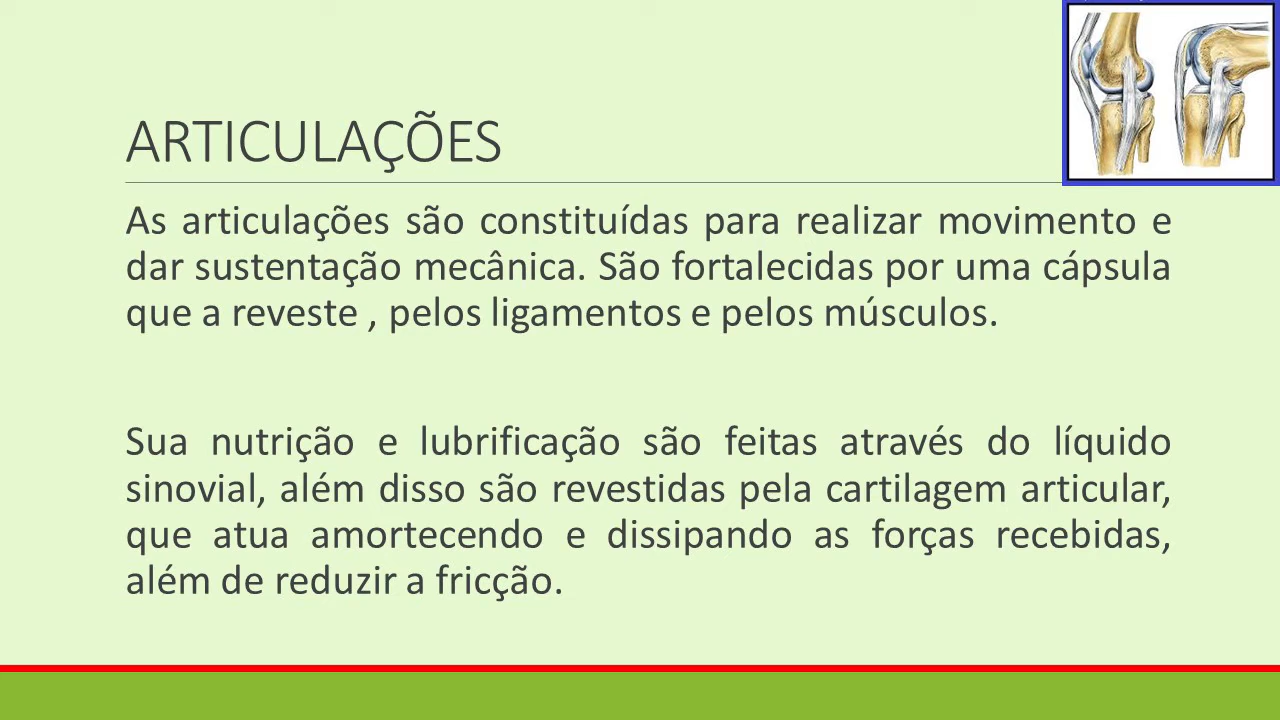 ARTICULAÇÕES
As articulações são constituídas para realizar movimento e
dar sustentação mecânica. São fortalecidas por uma cápsula
que a reveste , pelos ligamentos e pelos músculos.
Sua nutrição e lubrificação são feitas através do líquido
sinovial, além disso são revestidas pela cartilagem articular,
que atua amortecendo e dissipando as forças recebidas,
além de reduzir a fricção.